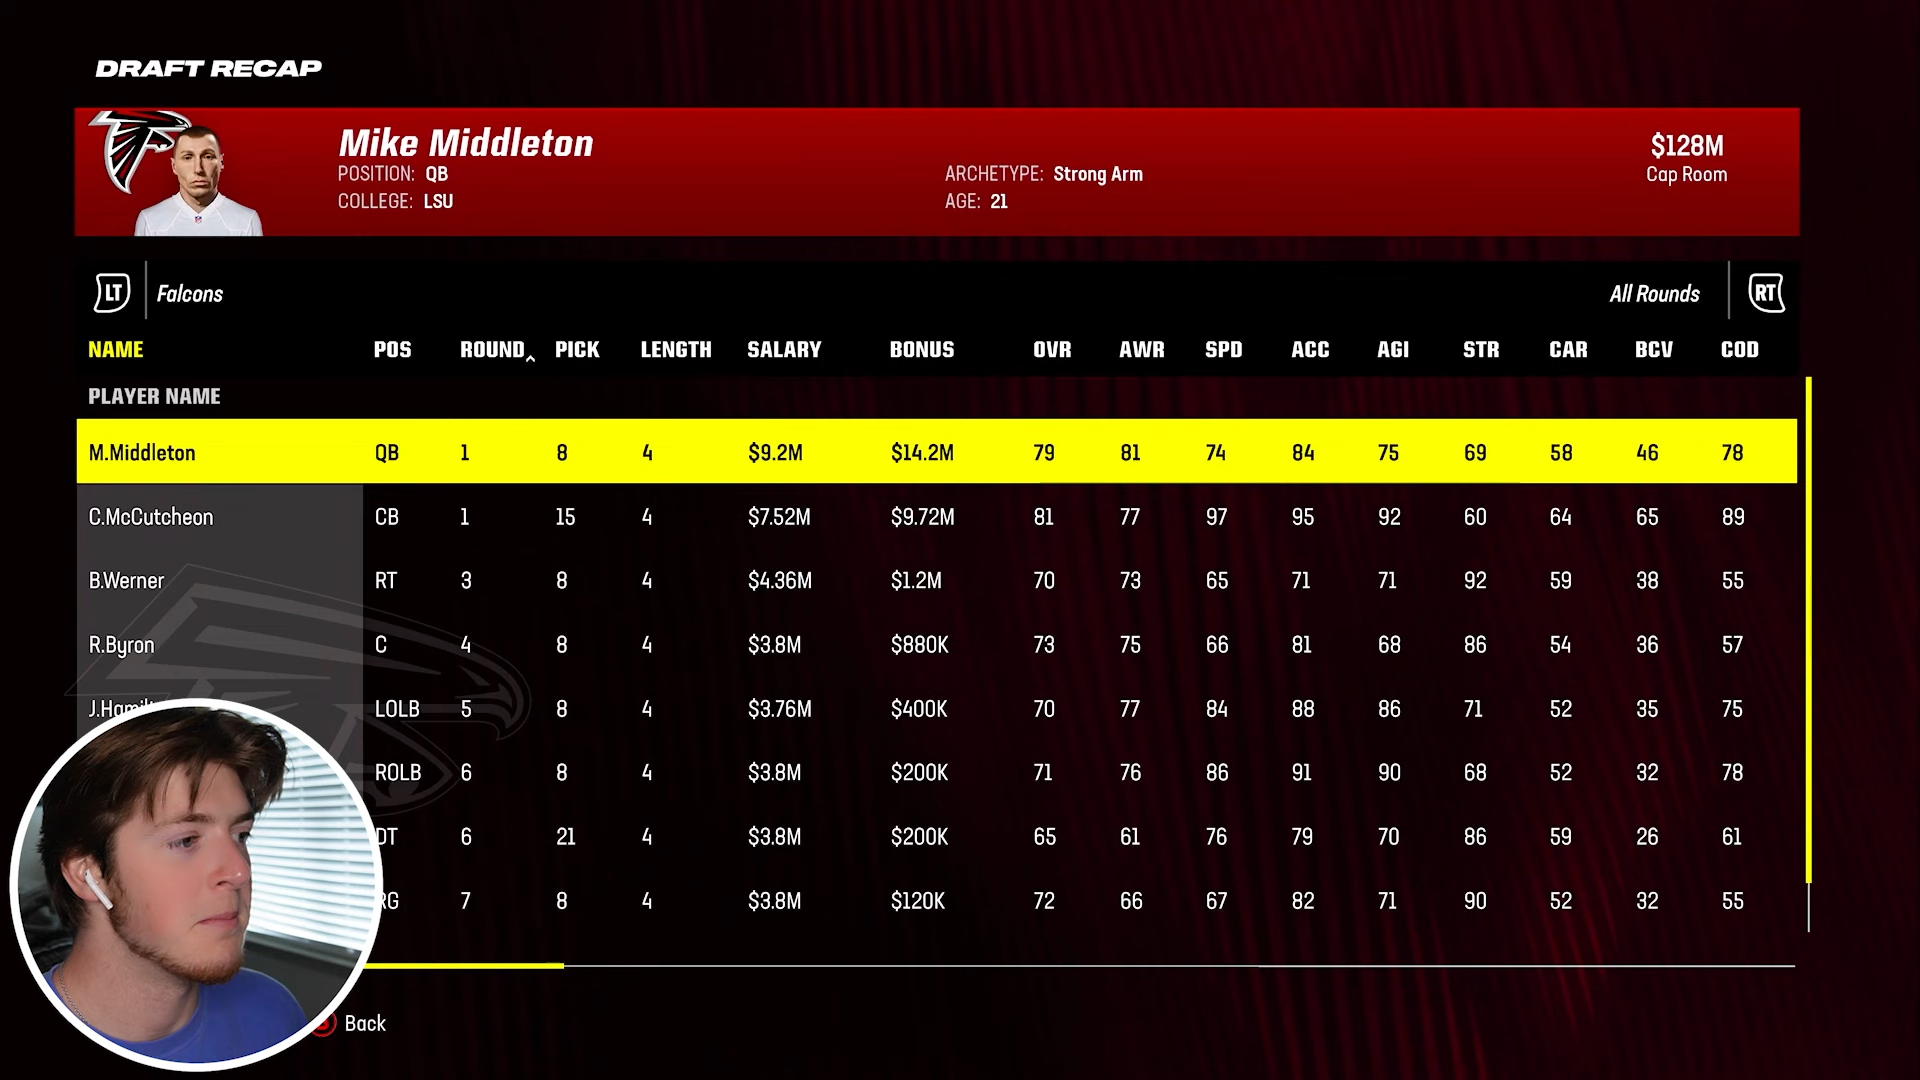 DRAFT RECAP
Mike Middleton
POSITION: QB
COLLEGE: LSU
ARCHETYPE: Strong Arm
AGE: 21
$128M
Cap Room
LT Falcons All Rounds RT
NAME POS ROUND PICK LENGTH SALARY BONUS OVR AWR SPD ACC AGI STR CAR BCV COD
PLAYER NAME
M.Middleton QB 1 8 4 $9.2M $14.2M 79 81 74 84 75 69 58 46 78
C.McCutcheon CB 1 15 4 $7.52M $9.72M 81 77 97 95 92 60 64 65 89
B.Werner RT 3 8 4 $4.36M $1.2M 70 73 65 71 71 92 59 38 55
R.Byron C 4 8 4 $3.8M $880K 73 75 66 81 68 86 54 36 57
LOLB 5 8 4 $3.76M $400K 70 77 84 88 86 71 52 35 75
ROLB 6 8 4 $3.8M $200K 71 76 86 91 90 68 52 32 78
DT 6 21 4 $3.8M $200K 65 61 76 79 70 86 59 26 61
RG 7 8 4 $3.8M $120K 72 66 67 82 71 90 52 32 55
Back